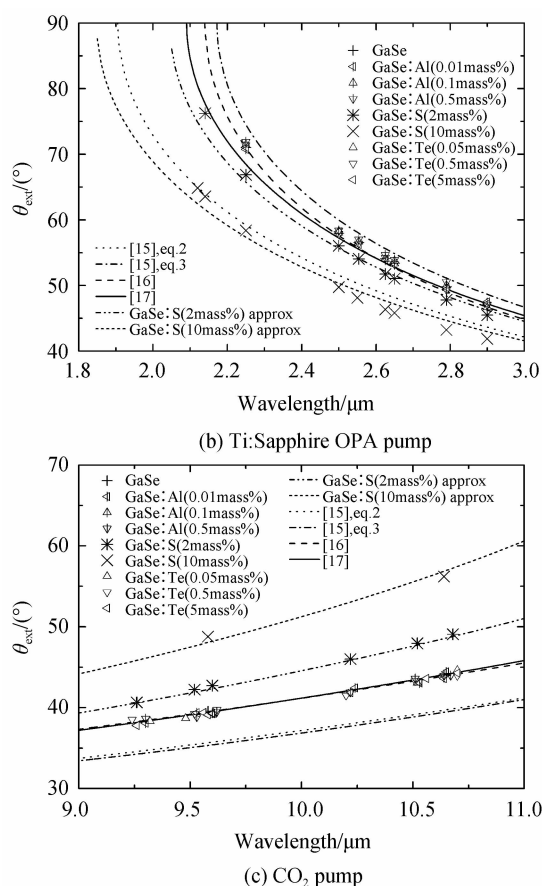 90
80
70
60
50
40
θext/(°)
GaSe
GaSe:Al(0.01mass%)
GaSe:Al(0.1mass%)
GaSe:Al(0.5mass%)
GaSe:S(2mass%)
GaSe:S(10mass%)
GaSe:Te(0.05mass%)
GaSe:Te(0.5mass%)
GaSe:Te(5mass%)
[15],eq.2
[15],eq.3
[16]
[17]
GaSe:S(2mass%) approx
GaSe:S(10mass%) approx
1.8 2.0 2.2 2.4 2.6 2.8 3.0
Wavelength/μm
(b) Ti:Sapphire OPA pump
70
60
50
40
30
θext/(°)
GaSe
GaSe:Al(0.01mass%)
GaSe:Al(0.1mass%)
GaSe:Al(0.5mass%)
GaSe:S(2mass%)
GaSe:S(10mass%)
GaSe:Te(0.05mass%)
GaSe:Te(0.5mass%)
GaSe:Te(5mass%)
GaSe:S(2mass%) approx
GaSe:S(10mass%) approx
[15],eq.2
[15],eq.3
[16]
[17]
9.0 9.5 10.0 10.5 11.0
Wavelength/μm
(c) CO₂ pump